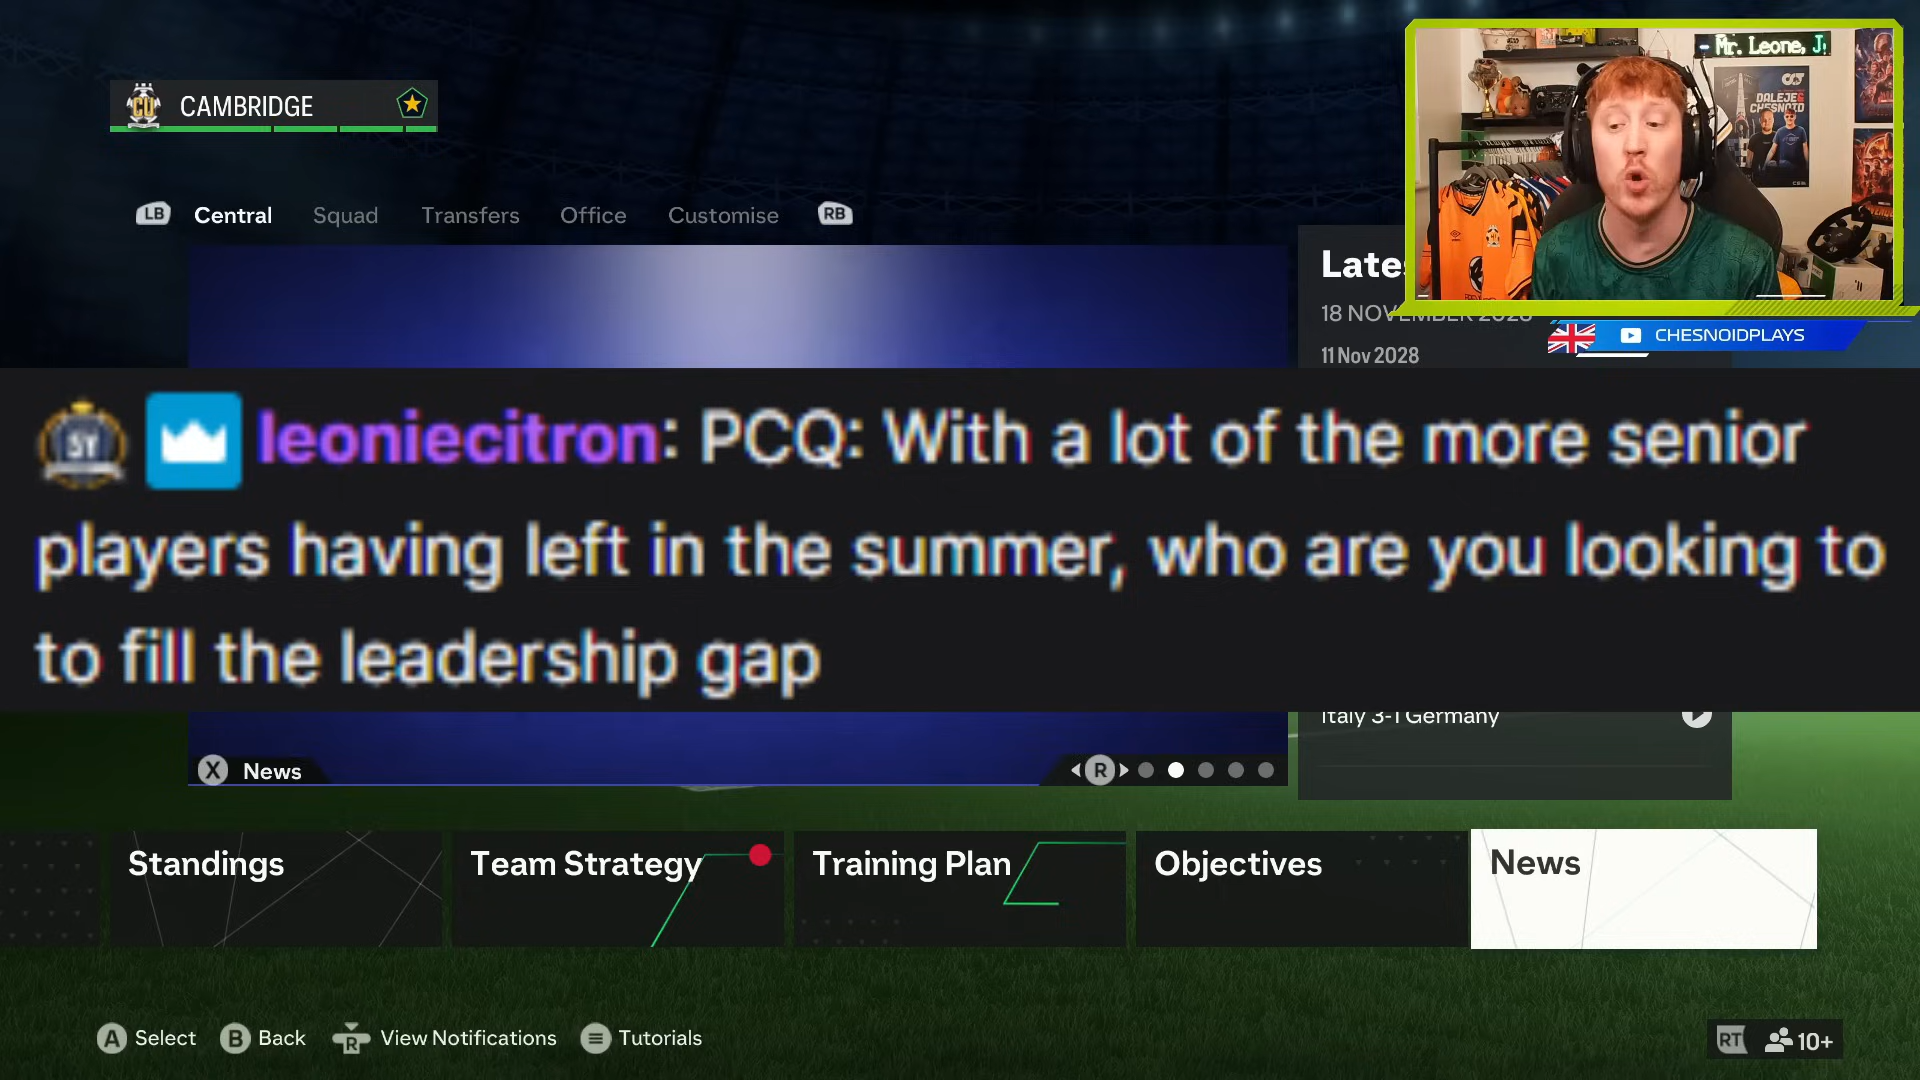 CAMBRIDGE
LB Central Squad Transfers Office Customise RB
Mr. Leone, J
DALEJE &
CHESNOID
CHESNOIDPLAYS
11 Nov 2028
5Y leoniecitron: PCQ: With a lot of the more senior
players having left in the summer, who are you looking to
to fill the leadership gap
Italy 3-1 Germany
X News
R
Standings
Team Strategy
Training Plan
Objectives
News
A Select B Back R View Notifications Tutorials
RT 10+